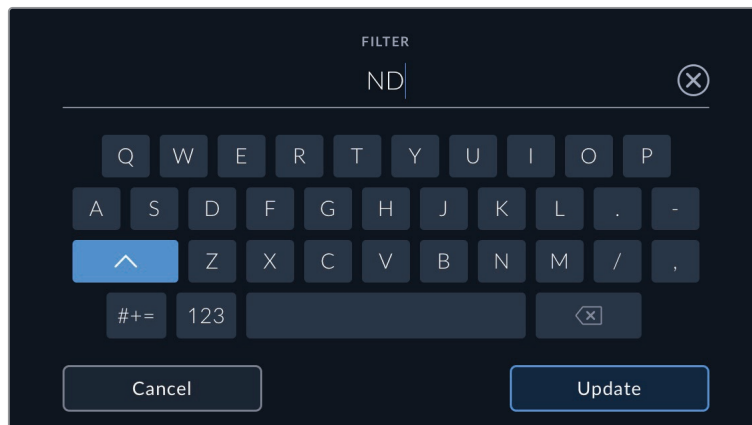 FILTER
ND
Q W E R T Y U I O P
A S D F G H J K L . -
Z X C V B N M / ,
#+= 123
Cancel Update